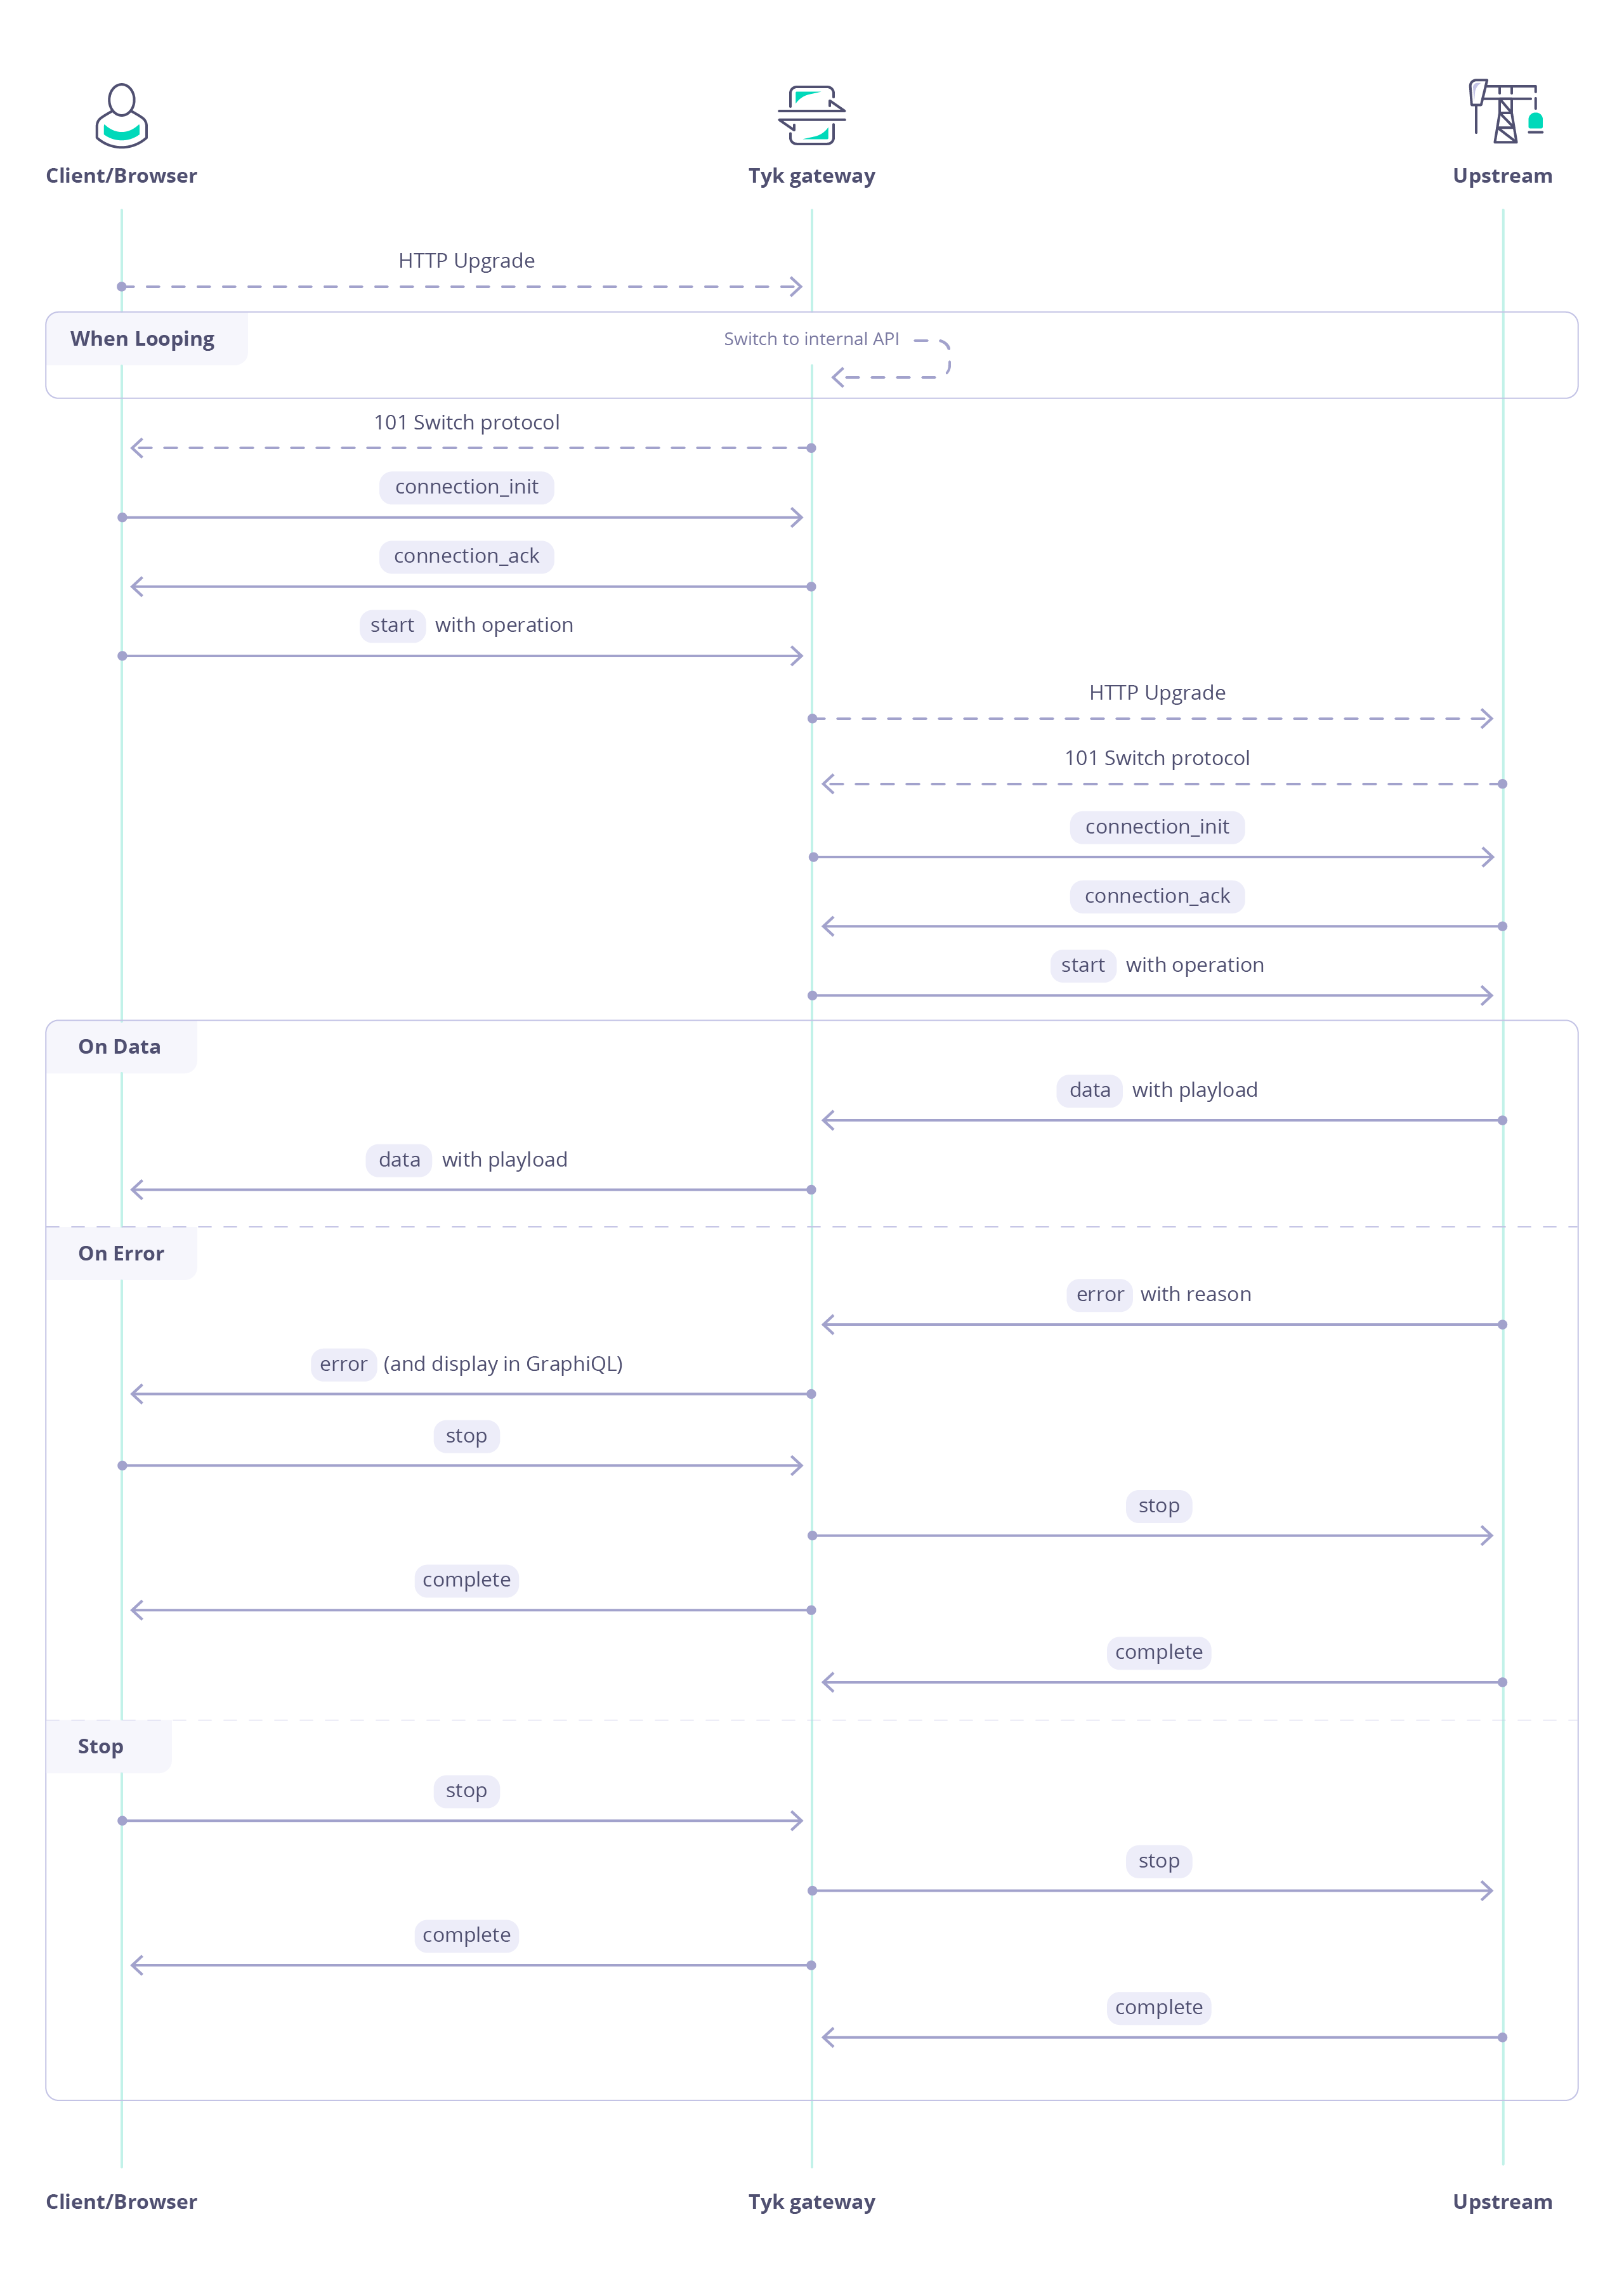 Client/Browser
Tyk gateway
Upstream
HTTP Upgrade
When Looping
Switch to internal API
101 Switch protocol
connection_init
connection_ack
start with operation
HTTP Upgrade
101 Switch protocol
connection_init
connection_ack
start with operation
On Data
data with playload
data with playload
On Error
error with reason
error (and display in GraphiQL)
stop
stop
complete
complete
Stop
stop
stop
complete
complete
Client/Browser
Tyk gateway
Upstream